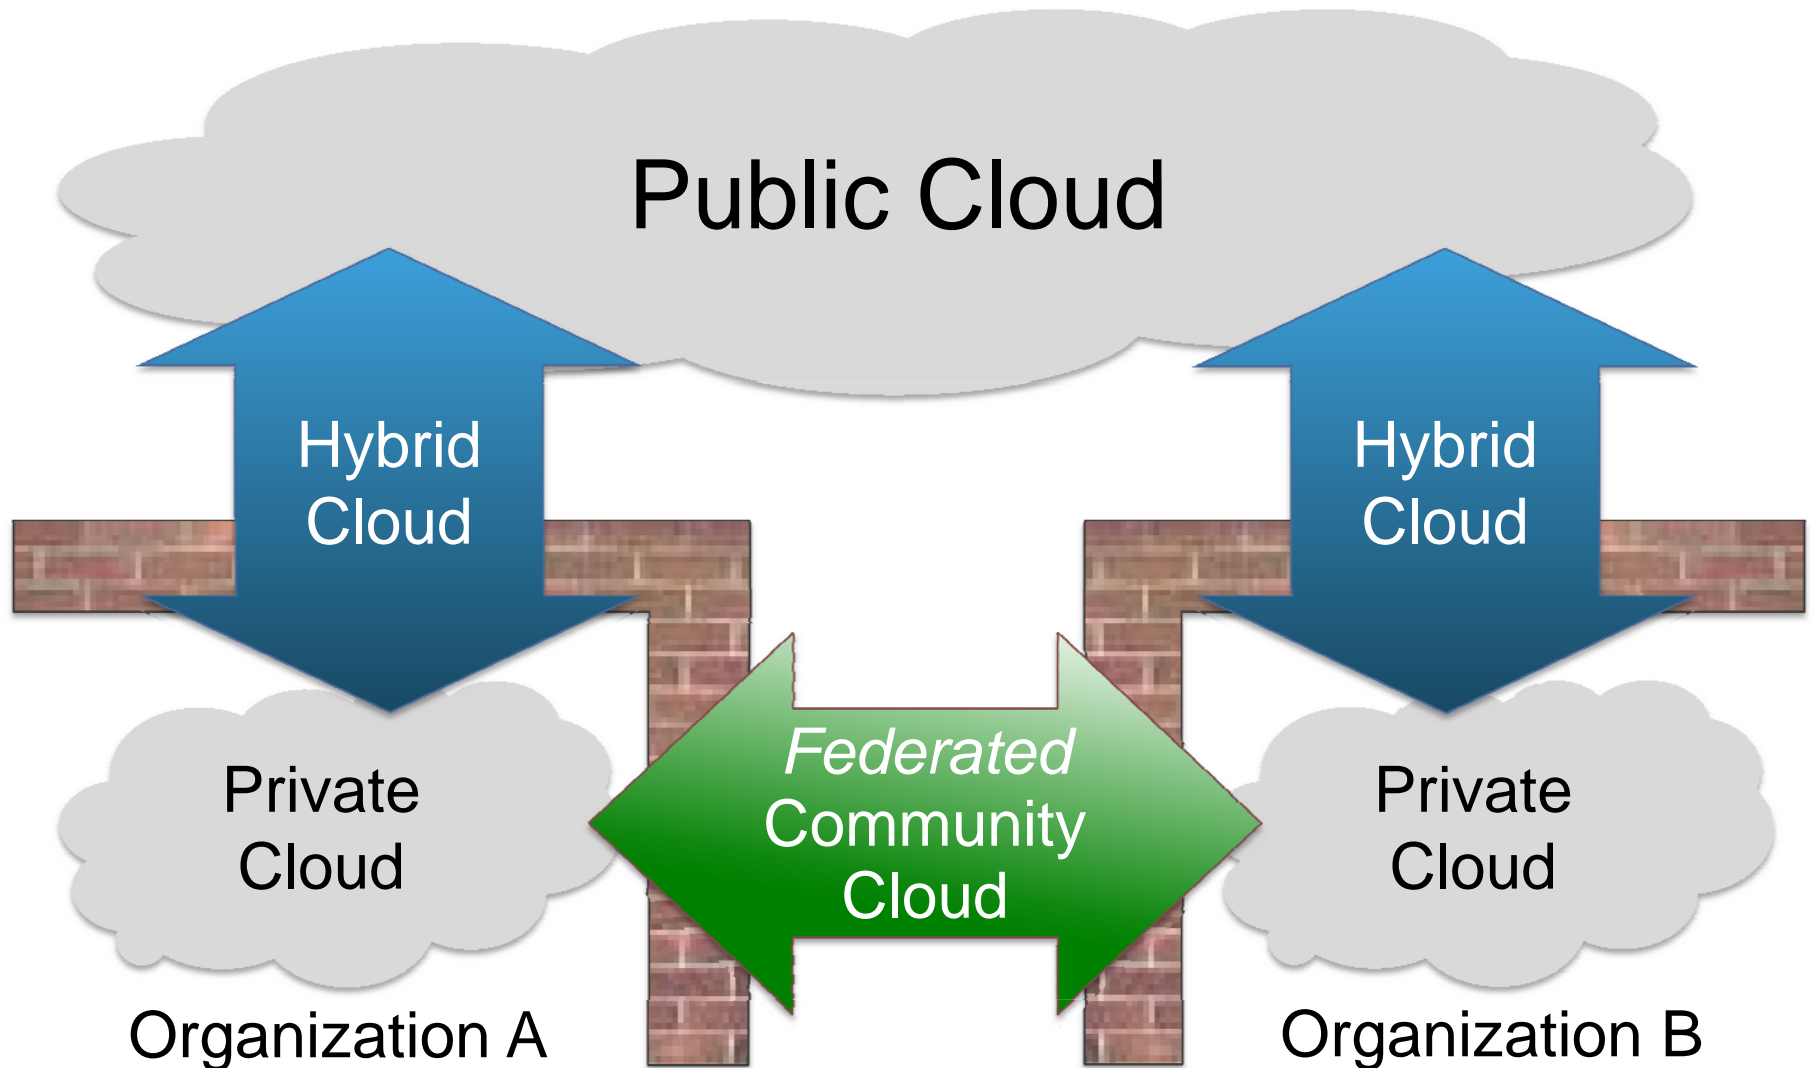 Public Cloud
Hybrid
Cloud
Hybrid
Cloud
Private
Cloud
Federated
Community
Cloud
Private
Cloud
Organization A
Organization B